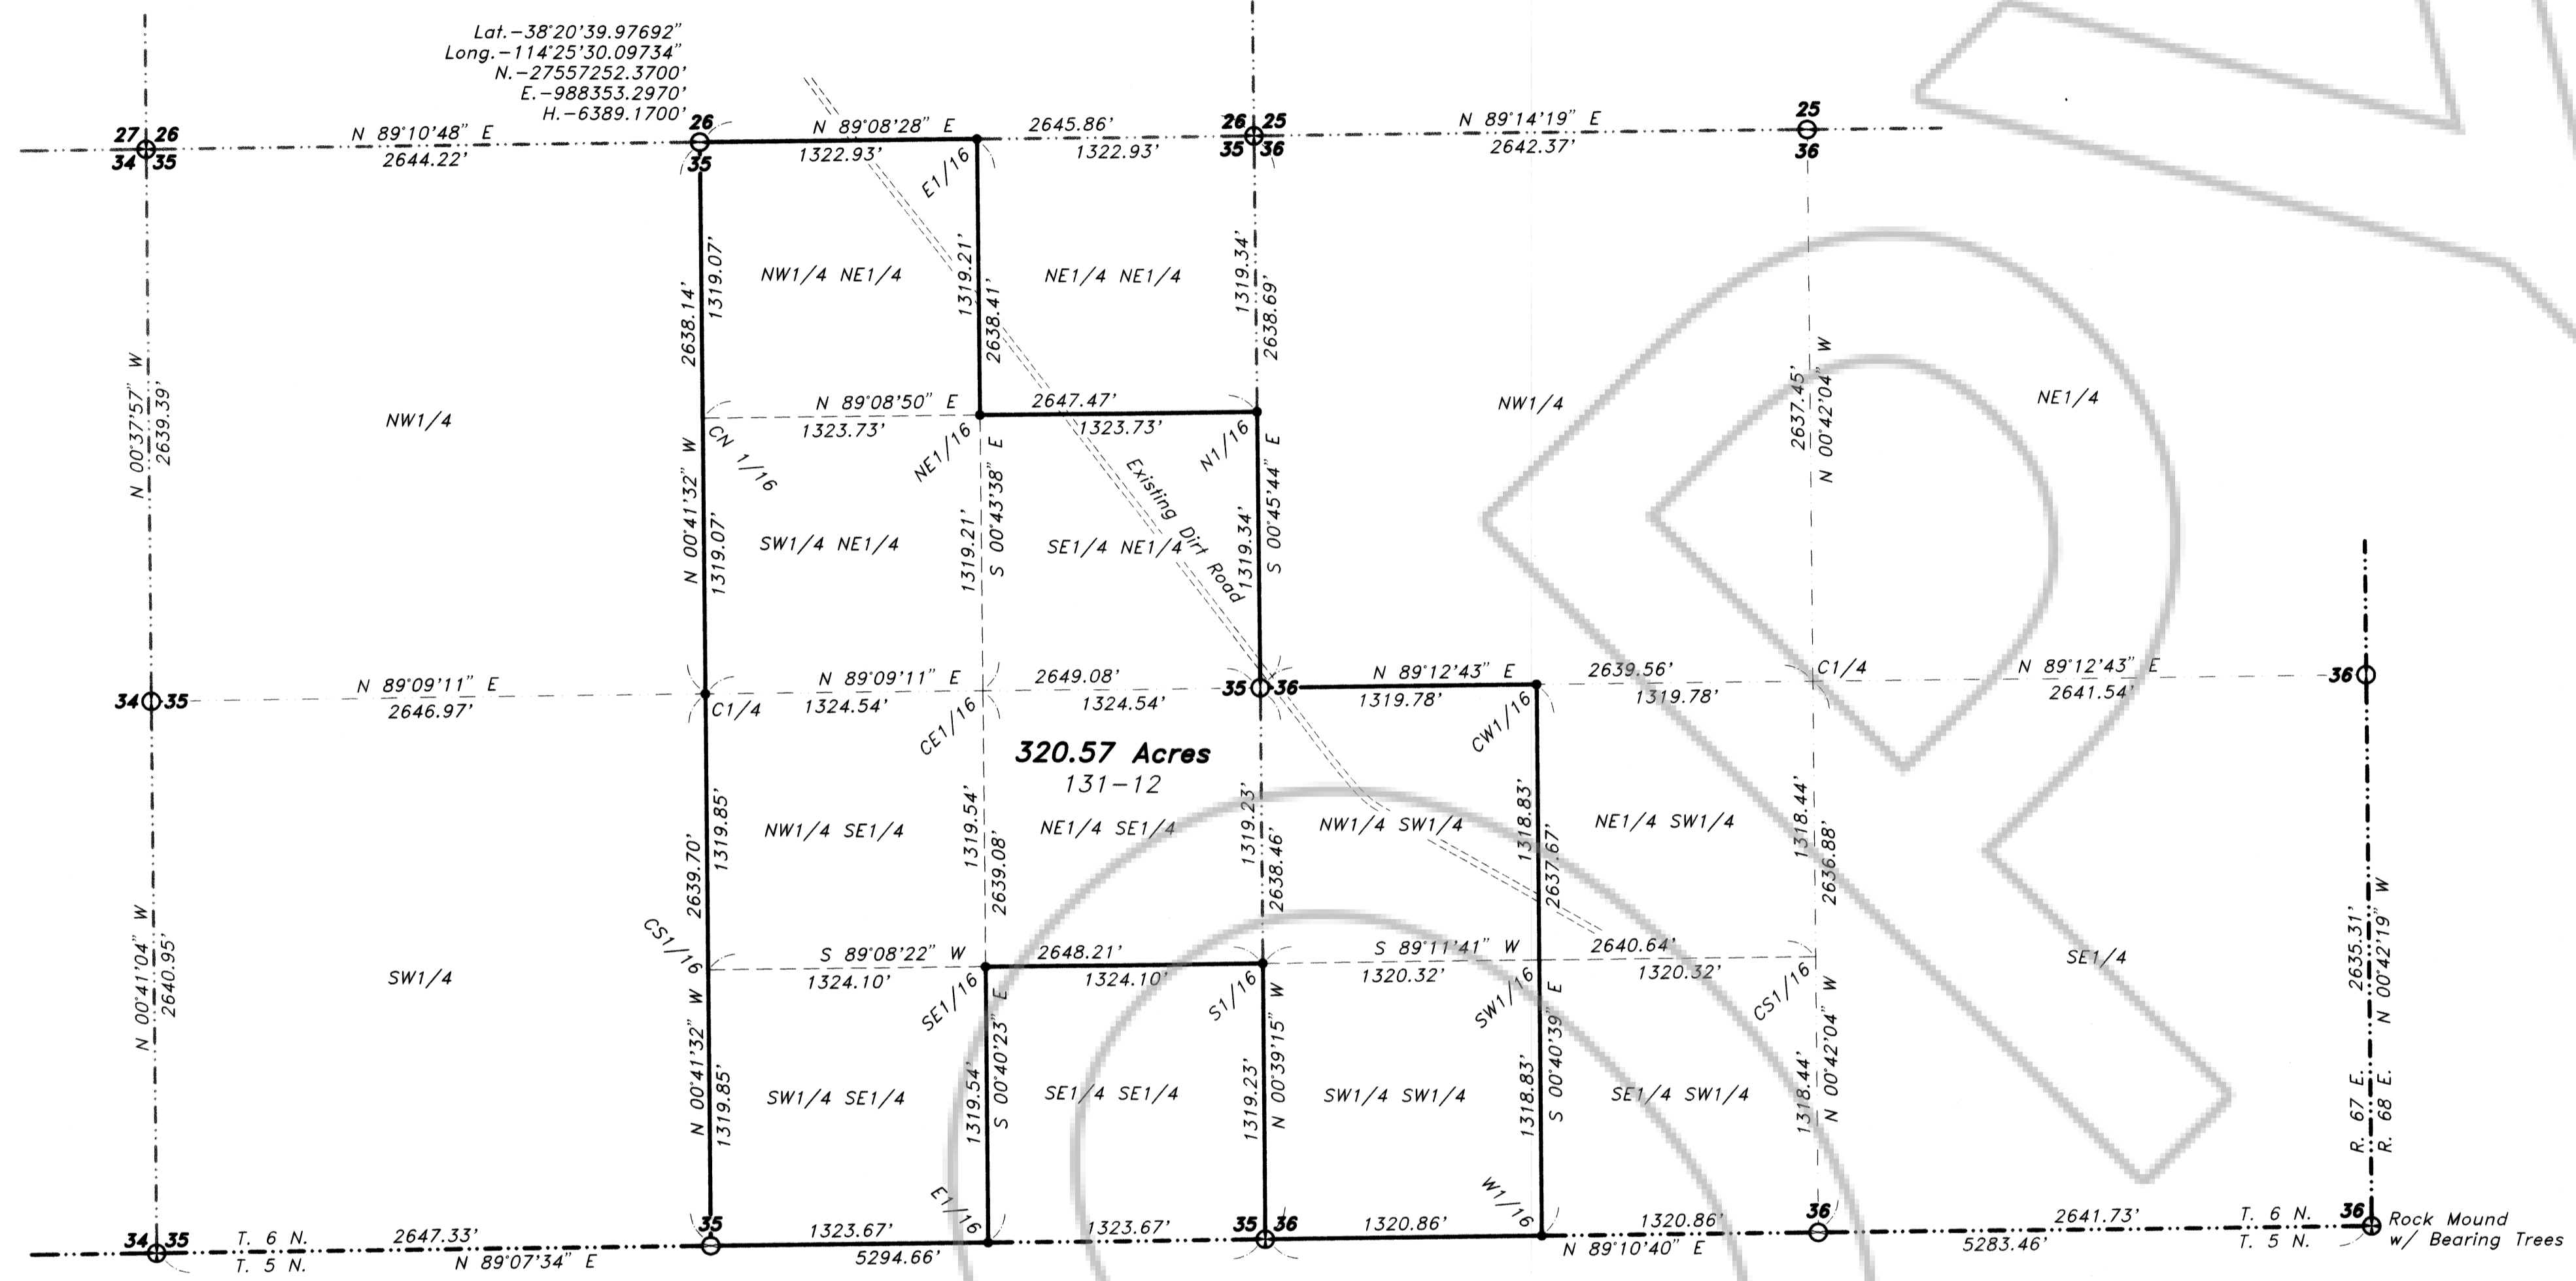 Lat.-38°20'39.97692"
Long.-114°25'30.09734"
N.-27557252.3700'
E.-988353.2970'
H.-6389.1700'
27 26
34 35
N 89°10'48" E
2644.22'
26
35
N 89°08'28" E
1322.93'
2645.86'
1322.93'
E1/16
26 25
35 36
N 89°14'19" E
2642.37'
25
36
N 00°37'57" W
2639.39'
NW1/4
2638.14'
1319.07'
NW1/4 NE1/4
1319.21'
2638.41'
NE1/4 NE1/4
1319.34'
2638.69'
NW1/4
2637.45'
N 00°42'04" W
NE1/4
N 89°08'50" E
1323.73'
2647.47'
1323.73'
CN 1/16
NE1/16
N1/16
N 00°41'32" W
1319.07'
SW1/4 NE1/4
1319.21'
S 00°43'38" E
SE1/4 NE1/4
Existing Dirt Road
1319.34'
S 00°45'44" E
34 35
N 89°09'11" E
2646.97'
C1/4
N 89°09'11" E
1324.54'
2649.08'
1324.54'
CE1/16
35 36
N 89°12'43" E
1319.78'
2639.56'
1319.78'
CW1/16
C1/4
N 89°12'43" E
2641.54'
36
320.57 Acres
131-12
N 00°41'04" W
2640.95'
SW1/4
2639.70'
1319.85'
NW1/4 SE1/4
1319.54'
2639.08'
NE1/4 SE1/4
1319.23'
2638.46'
NW1/4 SW1/4
1318.83'
2637.67'
NE1/4 SW1/4
1318.44'
2636.88'
SE1/4
2635.31'
N 00°42'19" W
CS1/16
S 89°08'22" W
1324.10'
2648.21'
1324.10'
SE1/16
S1/16
S 89°11'41" W
1320.32'
2640.64'
1320.32'
SW1/16
CS1/16
N 00°41'32" W
1319.85'
SW1/4 SE1/4
1319.54'
S 00°40'23" E
SE1/4 SE1/4
1319.23'
N 00°39'15" W
SW1/4 SW1/4
1318.83'
S 00°40'39" E
SE1/4 SW1/4
1318.44'
N 00°42'04" W
R. 67 E.
R. 68 E.
34 35
T. 6 N.
T. 5 N.
2647.33'
N 89°07'34" E
35
1323.67'
5294.66'
E1/16
1323.67'
35 36
1320.86'
W1/16
1320.86'
N 89°10'40" E
36
5283.46'
2641.73'
T. 6 N.
T. 5 N.
36
Rock Mound
w/ Bearing Trees